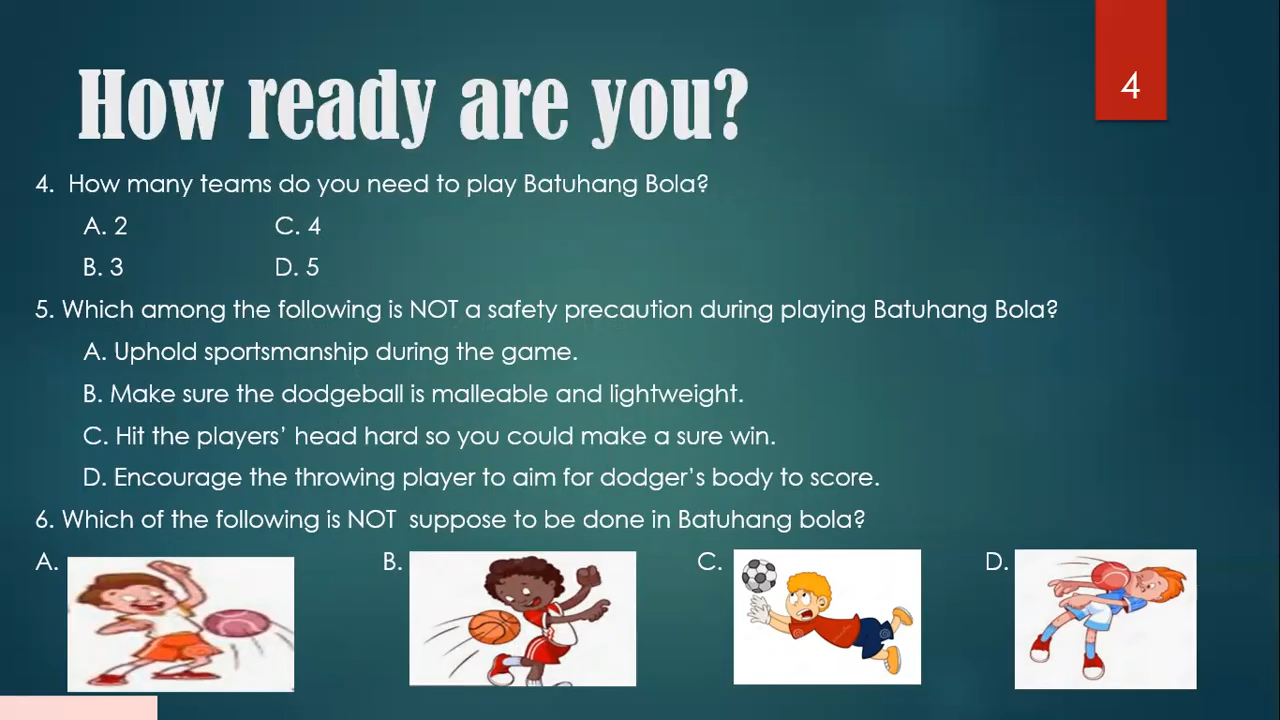 How ready are you?
4
4. How many teams do you need to play Batuhang Bola?
A. 2 C. 4
B. 3 D. 5
5. Which among the following is NOT a safety precaution during playing Batuhang Bola?
A. Uphold sportsmanship during the game.
B. Make sure the dodgeball is malleable and lightweight.
C. Hit the players' head hard so you could make a sure win.
D. Encourage the throwing player to aim for dodger's body to score.
6. Which of the following is NOT suppose to be done in Batuhang bola?
A. B. C. D.